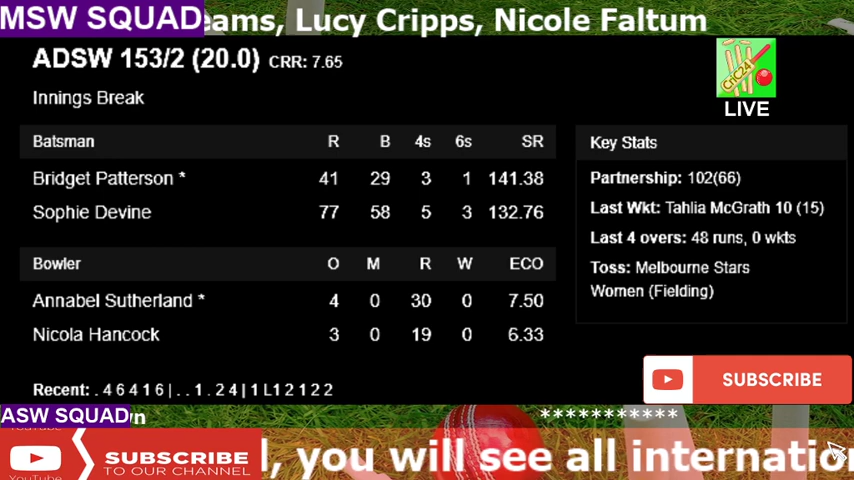 MSW SQUAD eams, Lucy Cripps, Nicole Faltum
ADSW 153/2 (20.0) CRR: 7.65
Innings Break
CriC24
LIVE
Batsman R B 4s 6s SR
Bridget Patterson * 41 29 3 1 141.38
Sophie Devine 77 58 5 3 132.76
Bowler O M R W ECO
Annabel Sutherland * 4 0 30 0 7.50
Nicola Hancock 3 0 19 0 6.33
Recent: . 4 6 4 1 6 | . . 1 . 2 4 | 1 L1 2 1 2 2
Key Stats
Partnership: 102(66)
Last Wkt: Tahlia McGrath 10 (15)
Last 4 overs: 48 runs, 0 wkts
Toss: Melbourne Stars
Women (Fielding)
SUBSCRIBE
ASW SQUAD wn ***********
YouTube
SUBSCRIBE
TO OUR CHANNEL
YouTube
l, you will see all internatio